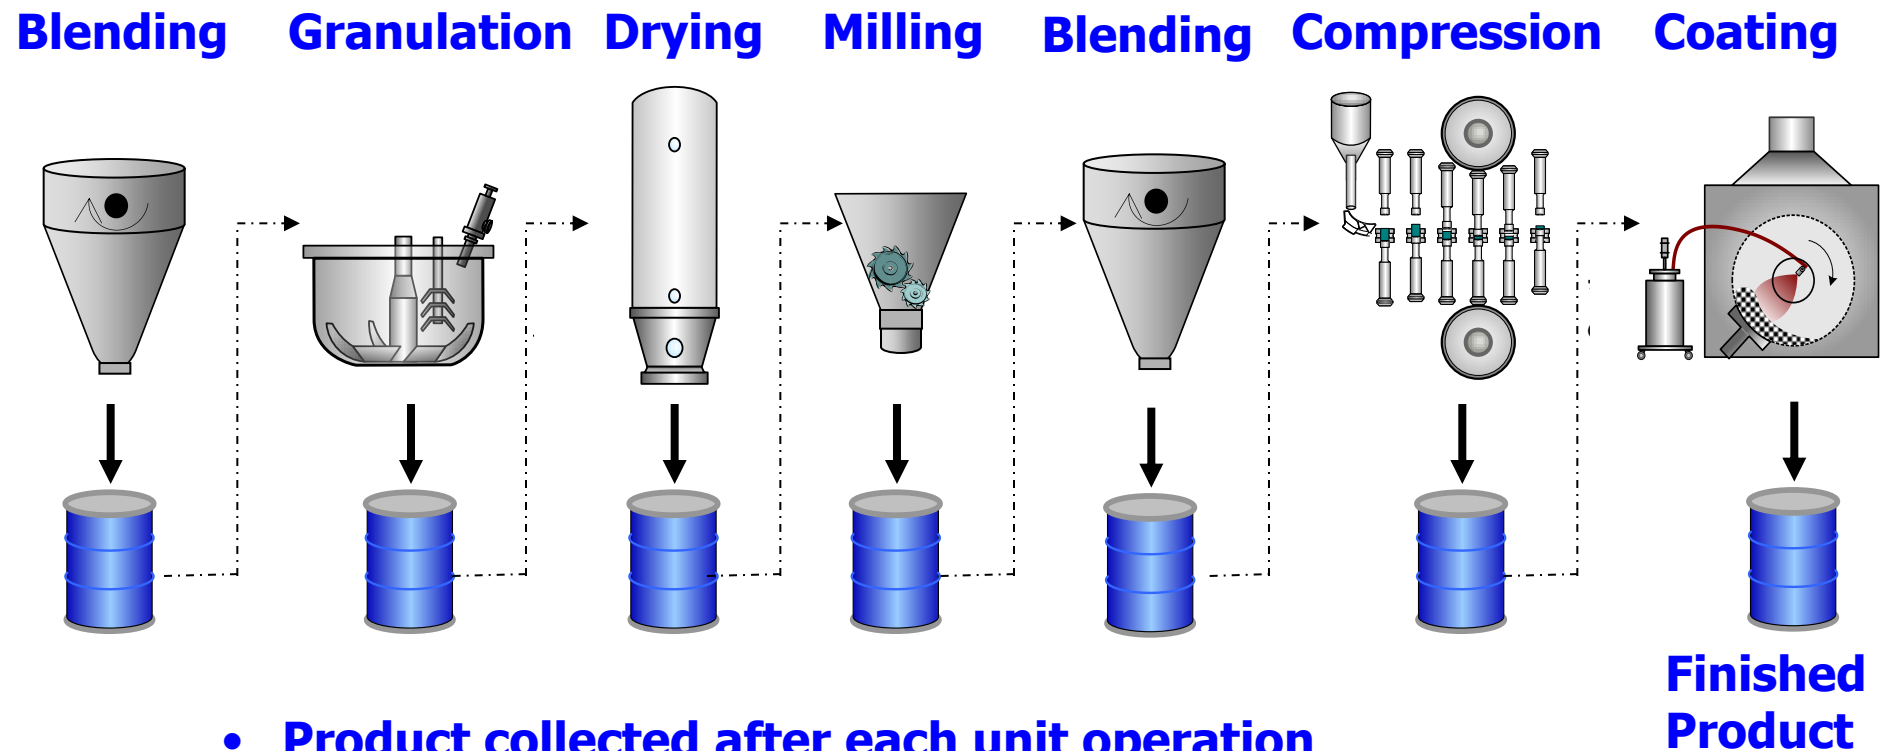 Blending Granulation Drying Milling Blending Compression Coating
Finished
Product
• Product collected after each unit operation